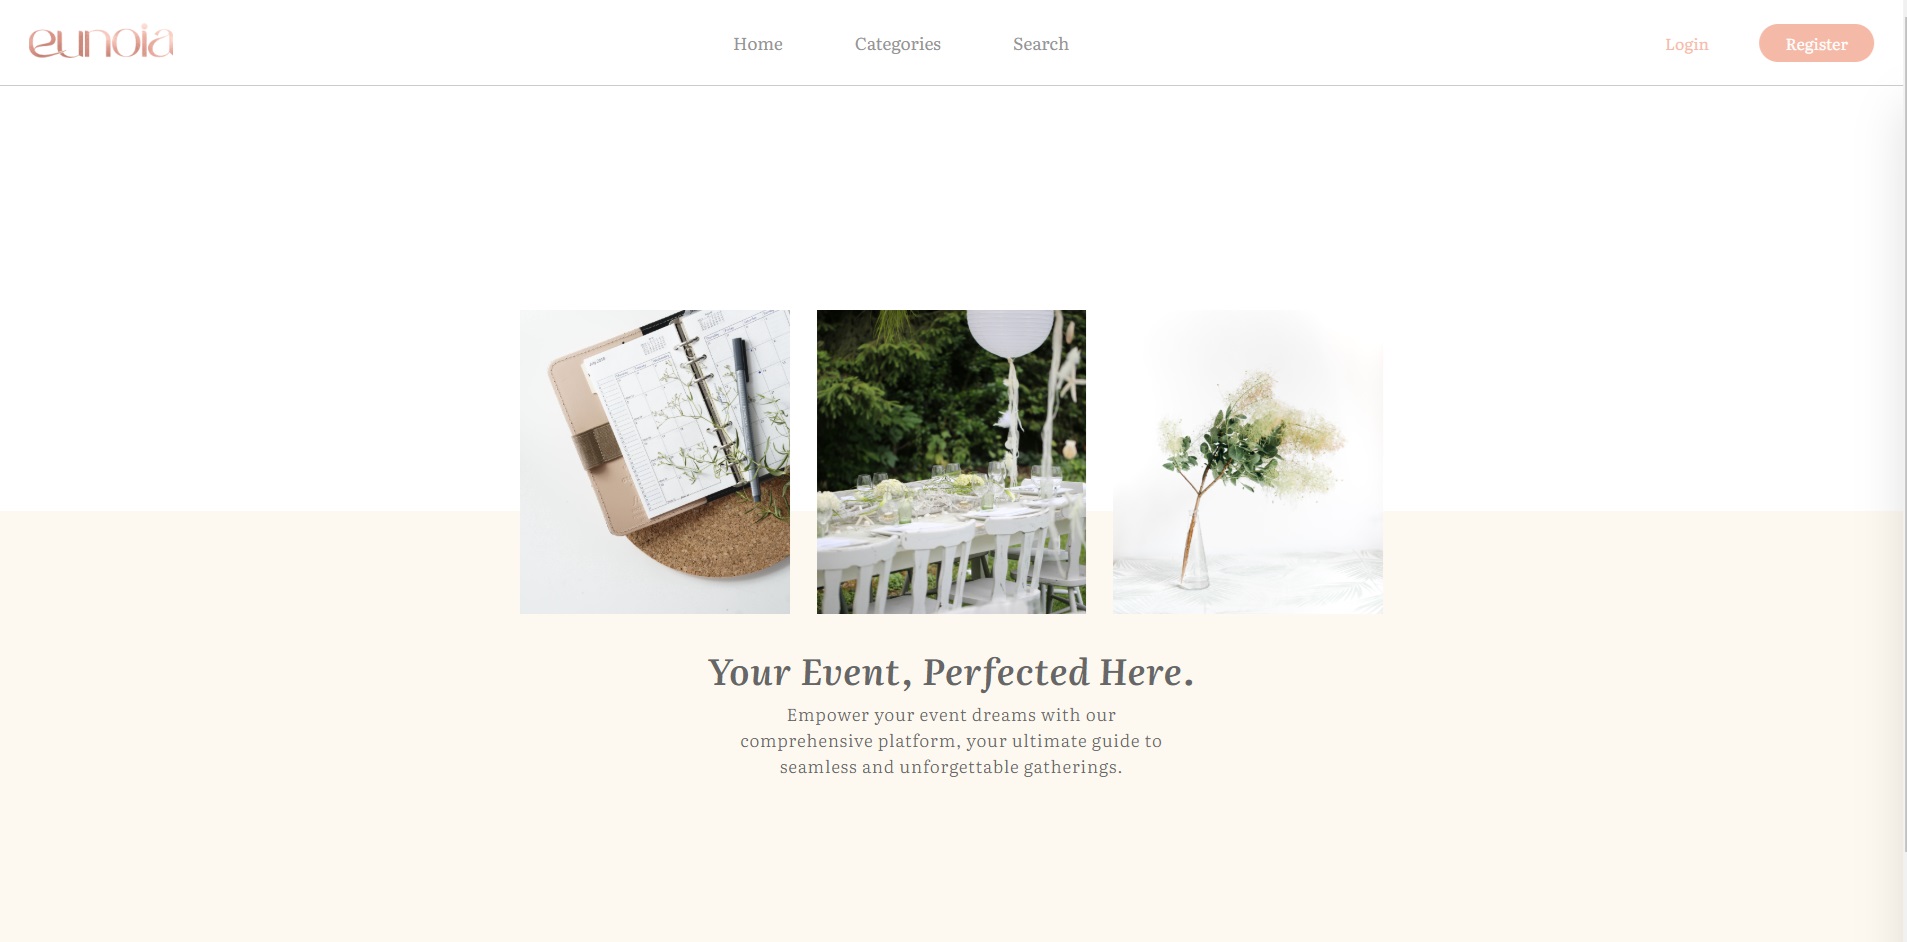 eunoia
Home
Categories
Search
Login
Register
Your Event, Perfected Here.
Empower your event dreams with our
comprehensive platform, your ultimate guide to
seamless and unforgettable gatherings.